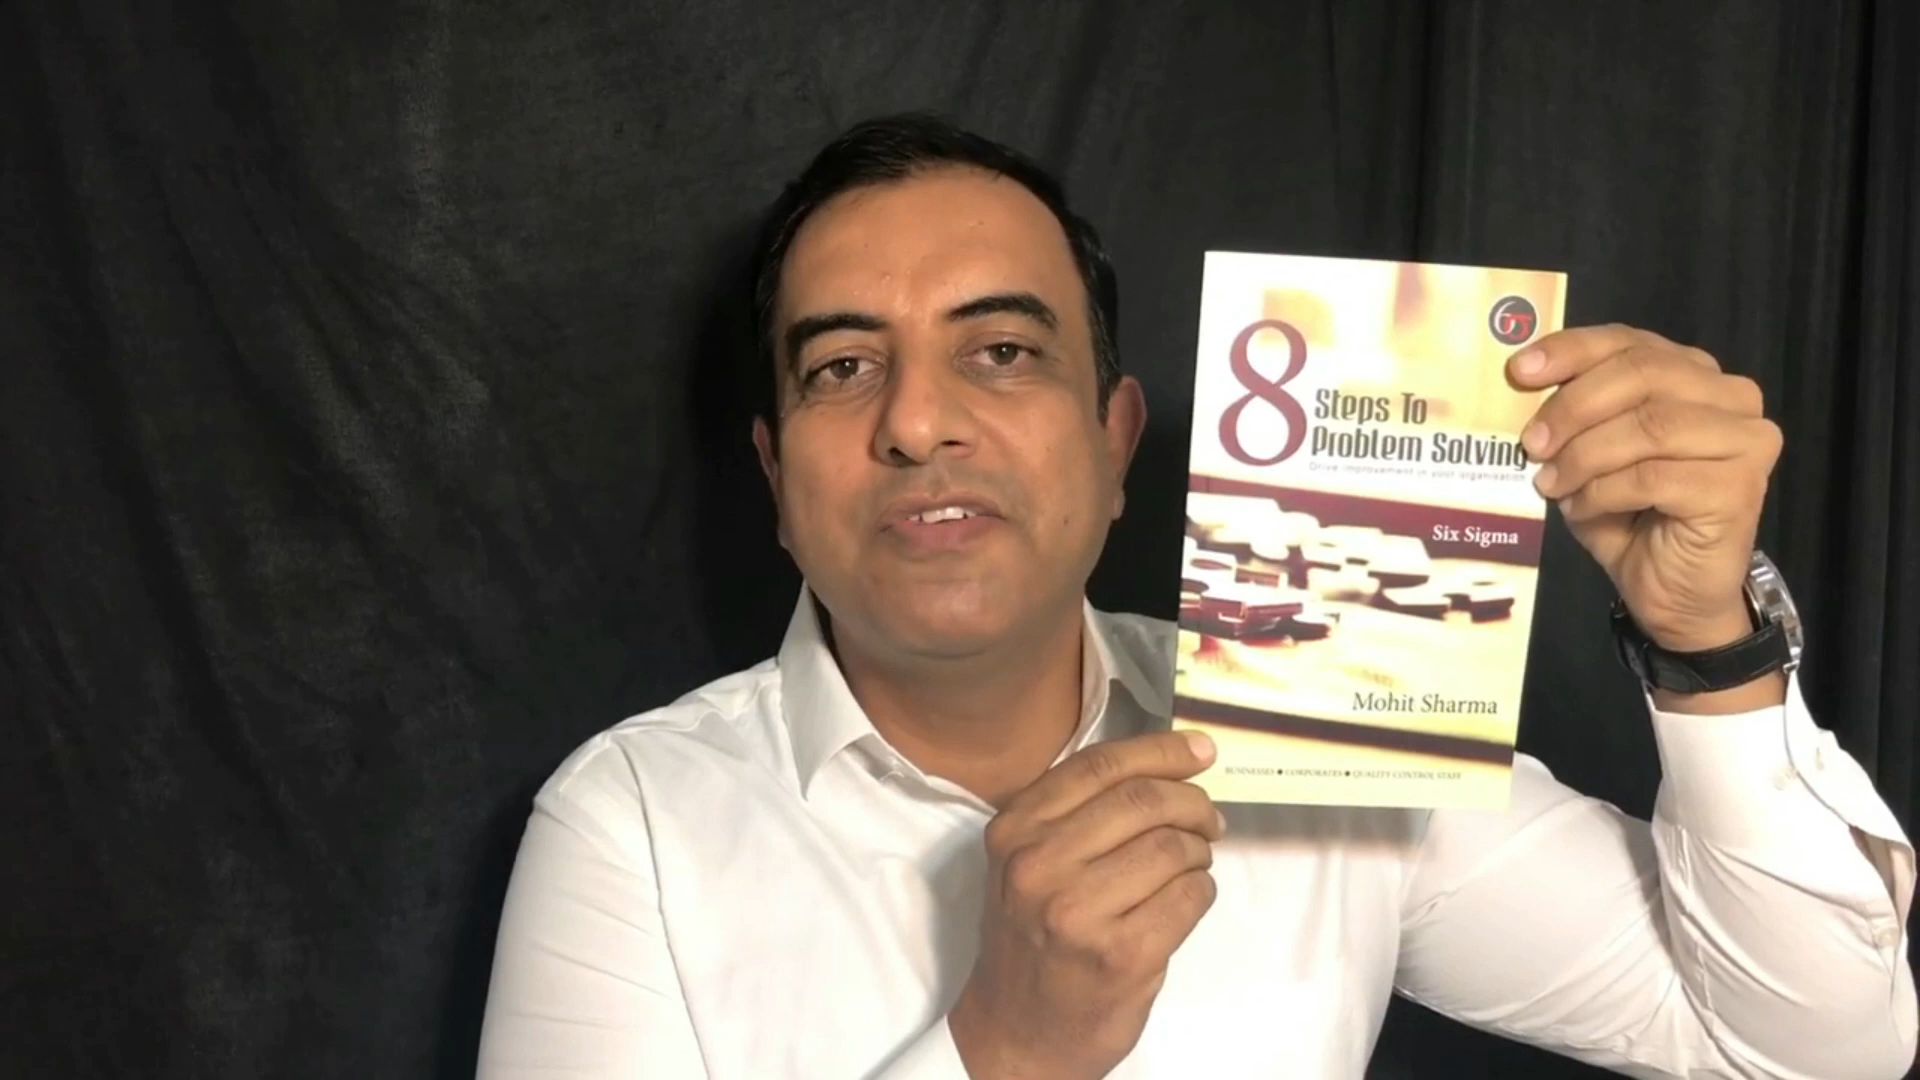 8
Steps To
Problem Solving
Drive improvement in your organisation
Six Sigma
Mohit Sharma
BUSINESSES ● CORPORATES ● QUALITY CONTROL STAFF